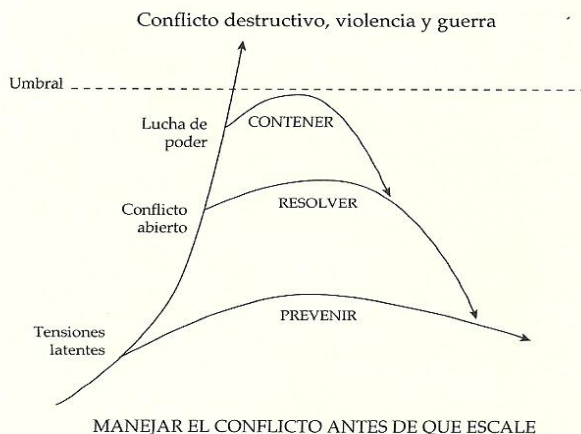 Conflicto destructivo, violencia y guerra
Umbral
Lucha de
poder
CONTENER
Conflicto
abierto
RESOLVER
Tensiones
latentes
PREVENIR
MANEJAR EL CONFLICTO ANTES DE QUE ESCALE